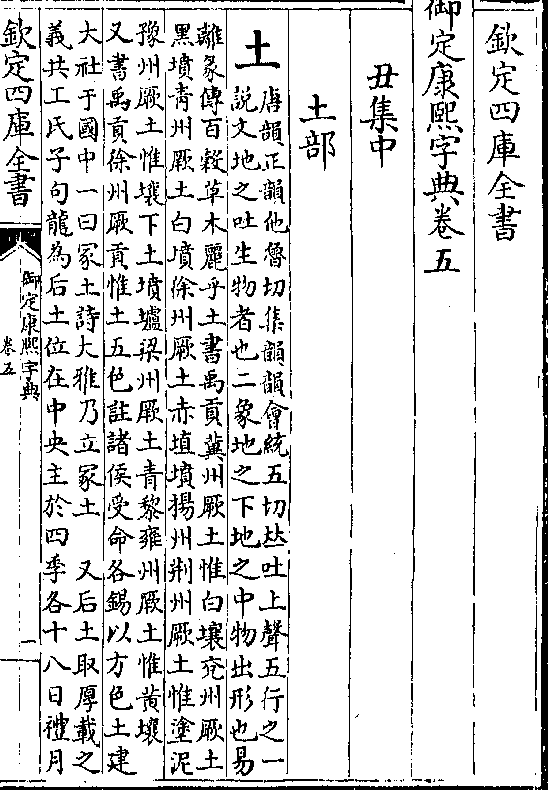 欽定四庫全書
御定康熙字典卷五
丑集中
土部
土
唐韻正韻他魯切集韻韻會統五切𠀤吐上聲五行之一
說文地之吐生物者也二象地之下地之中物出形也易
離彖傳百穀草木麗乎土書禹貢冀州厥土惟白壤兖州厥土
黑墳青州厥土白墳徐州厥土赤埴墳揚州荆州厥土惟塗泥
豫州厥土惟壤下土墳壚梁州厥土青黎雍州厥土惟黃壤
又書禹貢徐州厥貢惟土五色註諸侯受命各錫以方色土建
大社于國中一曰冢土詩大雅乃立冢土 又后土取厚載之
義共工氏子句龍為后土位在中央主於四季各十八日禮月
欽定四庫全書
御定康熙字典
卷五
一